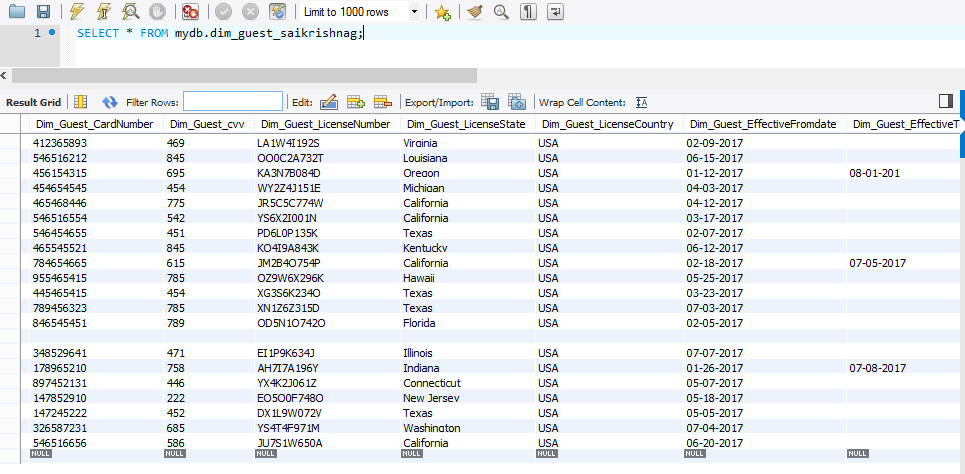 Limit to 1000 rows
1 SELECT * FROM mydb.dim_guest_saikrishnag;
Result Grid Filter Rows: Edit: Export/Import: Wrap Cell Content:
Dim_Guest_CardNumber Dim_Guest_cvv Dim_Guest_LicenseNumber Dim_Guest_LicenseState Dim_Guest_LicenseCountry Dim_Guest_EffectiveFromdate Dim_Guest_EffectiveT
412365893 469 LA1W4I192S Virginia USA 02-09-2017
546516212 845 OO0C2A732T Louisiana USA 06-15-2017
456154315 695 KA3N7B084D Oregon USA 01-12-2017 08-01-201
454654545 454 WY2Z4J151E Michigan USA 04-03-2017
465468446 775 JR5C5C774W California USA 04-12-2017
546516554 542 YS6X2I001N California USA 03-17-2017
546454655 451 PD6L0P135K Texas USA 02-07-2017
465545521 845 KO4I9A843K Kentucky USA 06-12-2017
784654665 615 JM2B4O754P California USA 02-18-2017 07-05-2017
955465415 785 OZ9W6X296K Hawaii USA 05-25-2017
445465415 454 XG3S6K234O Texas USA 03-23-2017
789456323 785 XN1Z6Z315D Texas USA 07-03-2017
846545451 789 OD5N1O742O Florida USA 02-05-2017
348529641 471 EI1P9K634J Illinois USA 07-07-2017
178965210 758 AH7I7A196Y Indiana USA 01-26-2017 07-08-2017
897452131 446 YX4K2J061Z Connecticut USA 05-07-2017
147852910 222 EO5O0F748O New Jersey USA 05-18-2017
147245222 452 DX1L9W072V Texas USA 05-05-2017
326587231 685 YS4T4F971M Washington USA 07-04-2017
546516656 586 JU7S1W650A California USA 06-20-2017
NULL NULL NULL NULL NULL NULL NULL